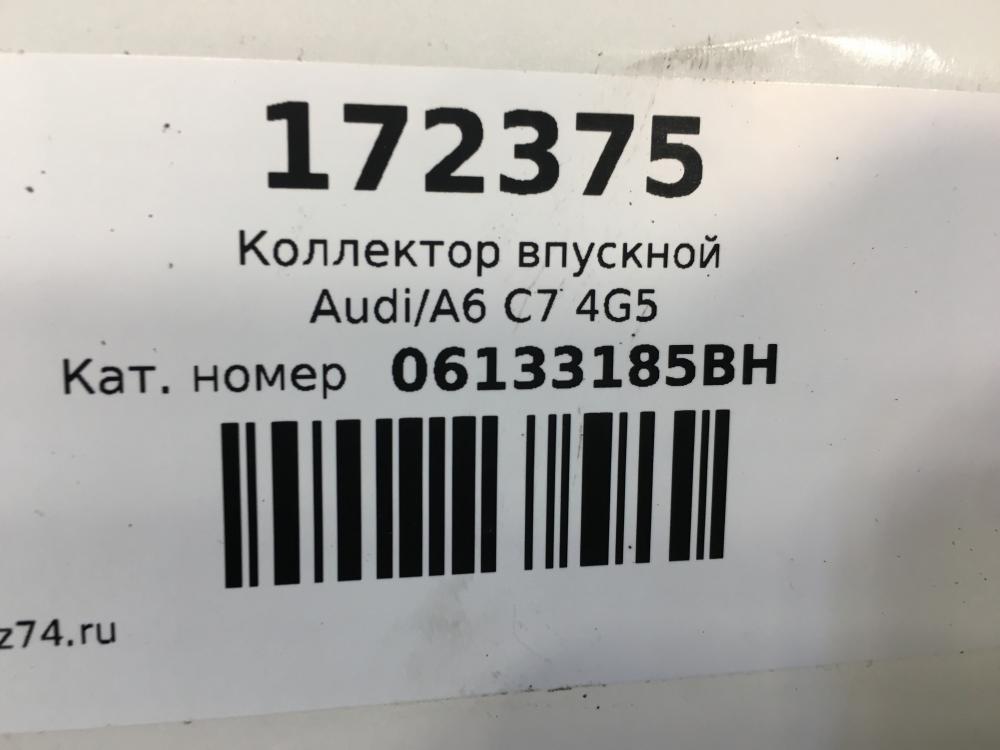 172375
Коллектор впускной
Audi/A6 C7 4G5
Кат. номер 06133185BH
z74.ru